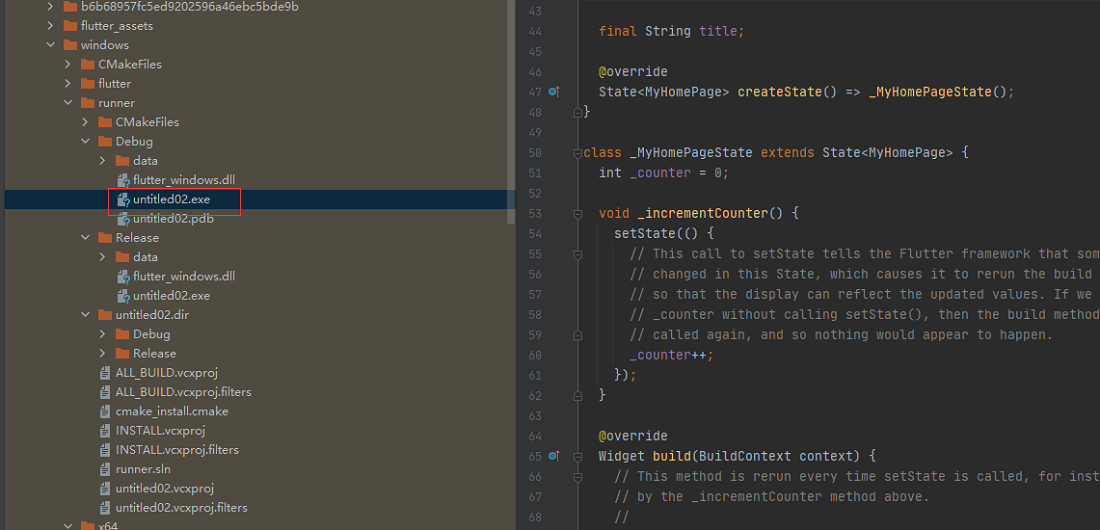 b6b68957fc5ed9202596a46ebc5bde9b
flutter_assets
windows
CMakeFiles
flutter
runner
CMakeFiles
Debug
data
flutter_windows.dll
untitled02.exe
untitled02.pdb
Release
data
flutter_windows.dll
untitled02.exe
untitled02.dir
Debug
Release
ALL_BUILD.vcxproj
ALL_BUILD.vcxproj.filters
cmake_install.cmake
INSTALL.vcxproj
INSTALL.vcxproj.filters
runner.sln
untitled02.vcxproj
untitled02.vcxproj.filters
x64
43
44 final String title;
45
46 @override
47 State<MyHomePage> createState() => _MyHomePageState();
48 }
49
50 class _MyHomePageState extends State<MyHomePage> {
51 int _counter = 0;
52
53 void _incrementCounter() {
54 setState(() {
55 // This call to setState tells the Flutter framework that som
56 // changed in this State, which causes it to rerun the build
57 // so that the display can reflect the updated values. If we
58 // _counter without calling setState(), then the build method
59 // called again, and so nothing would appear to happen.
60 _counter++;
61 });
62 }
63
64 @override
65 Widget build(BuildContext context) {
66 // This method is rerun every time setState is called, for inst
67 // by the _incrementCounter method above.
68 //